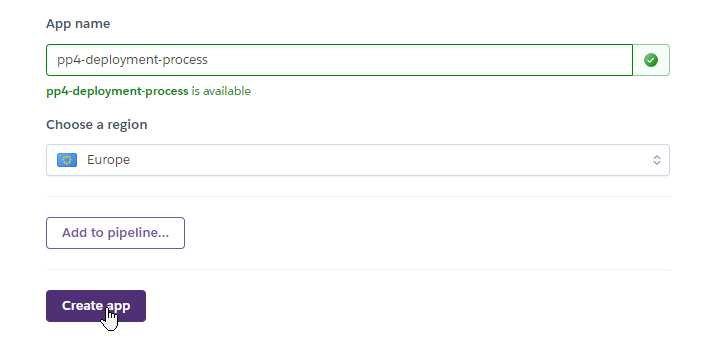 App name
pp4-deployment-process
pp4-deployment-process is available
Choose a region
Europe
Add to pipeline...
Create app